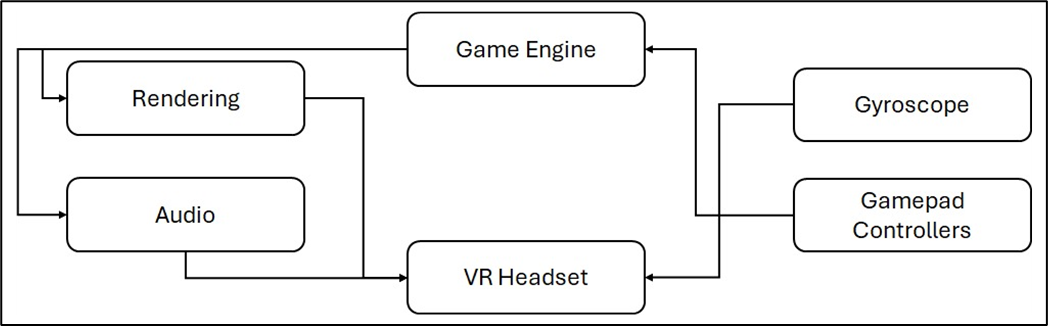 Game Engine
Rendering
Gyroscope
Audio
Gamepad
Controllers
VR Headset